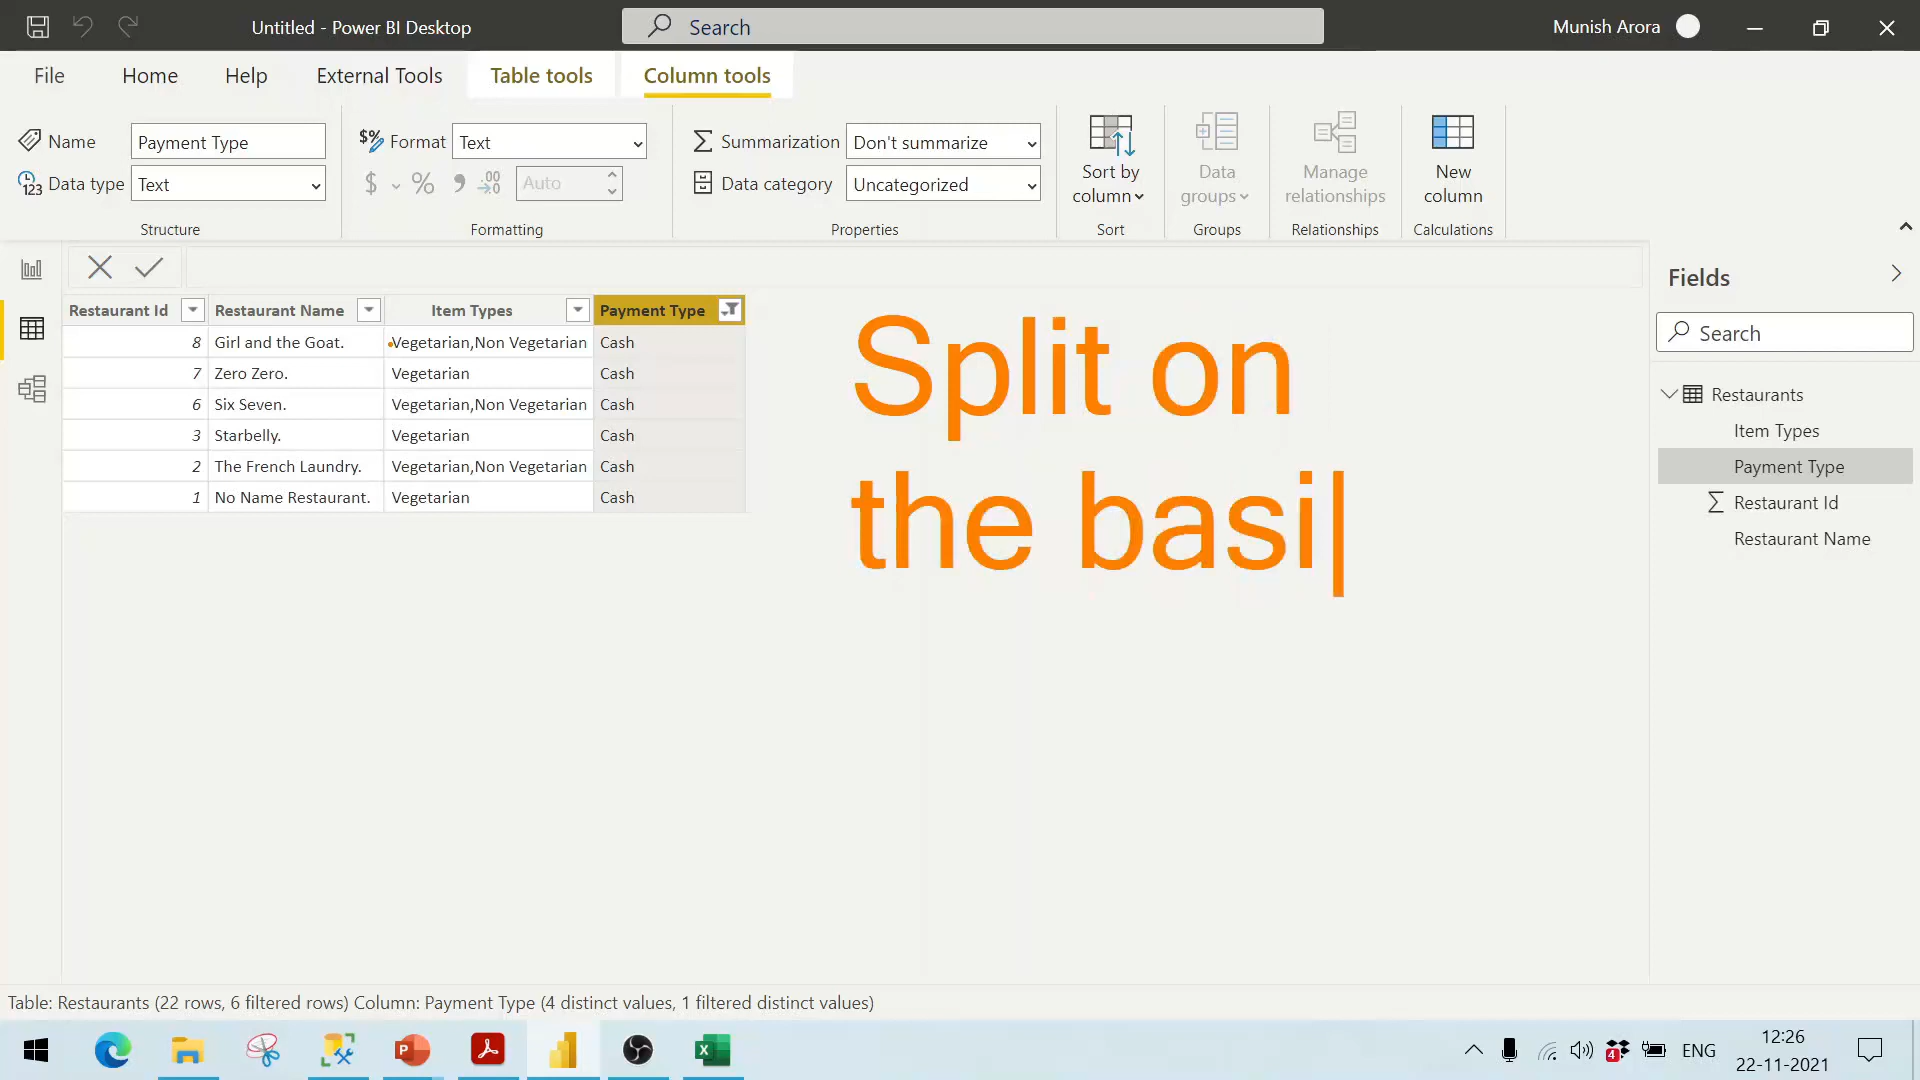 Untitled - Power BI Desktop
Search
Munish Arora
File Home Help External Tools Table tools Column tools
Name Payment Type
Data type Text
Structure
$% Format Text
$ % 9 .00 Auto
Formatting
Summarization Don't summarize
Data category Uncategorized
Properties
Sort by
column
Sort
Data
groups
Groups
Manage
relationships
Relationships
New
column
Calculations
Restaurant Id Restaurant Name Item Types Payment Type
8 Girl and the Goat. Vegetarian,Non Vegetarian Cash
7 Zero Zero. Vegetarian Cash
6 Six Seven. Vegetarian,Non Vegetarian Cash
3 Starbelly. Vegetarian Cash
2 The French Laundry. Vegetarian,Non Vegetarian Cash
1 No Name Restaurant. Vegetarian Cash
Split on
the basi
Fields
Search
Restaurants
Item Types
Payment Type
Σ Restaurant Id
Restaurant Name
Table: Restaurants (22 rows, 6 filtered rows) Column: Payment Type (4 distinct values, 1 filtered distinct values)
4
ENG
12:26
22-11-2021